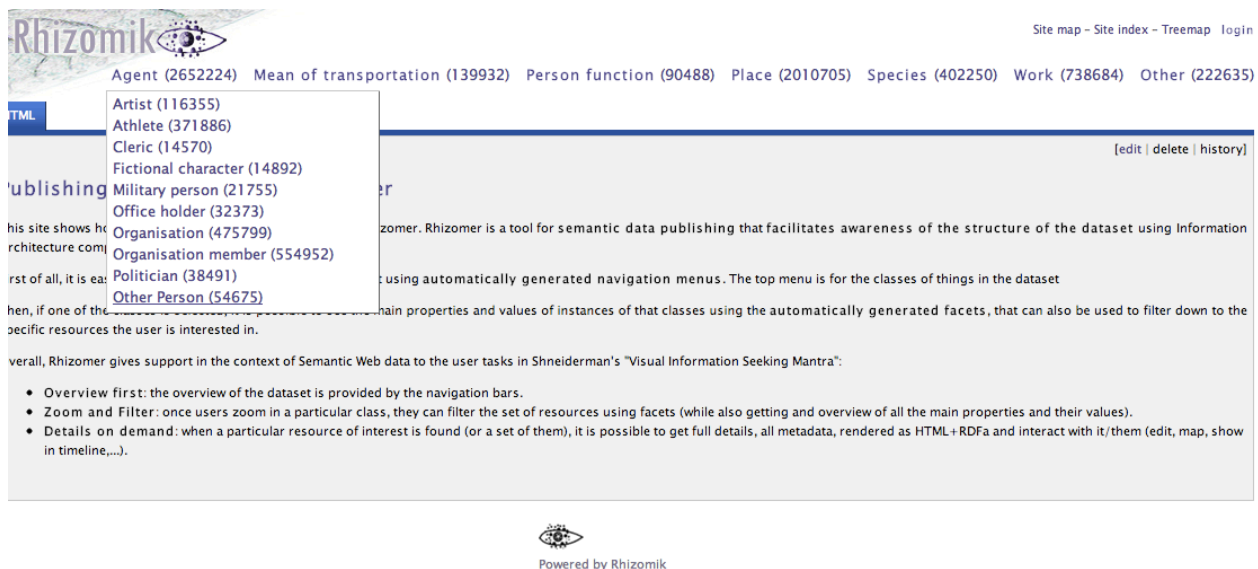 Rhizomik
Site map – Site index – Treemap login
Agent (2652224) Mean of transportation (139932) Person function (90488) Place (2010705) Species (402250) Work (738684) Other (222635)
Artist (116355)
Athlete (371886)
Cleric (14570)
Fictional character (14892)
Military person (21755)
Office holder (32373)
Organisation (475799)
Organisation member (554952)
Politician (38491)
Other Person (54675)
HTML
[edit | delete | history]
Publishing
his site shows zomer. Rhizomer is a tool for semantic data publishing that facilitates awareness of the structure of the dataset using Information
rchitecture
rst of all, it is using automatically generated navigation menus. The top menu is for the classes of things in the dataset
hen, if one of the main properties and values of instances of that classes using the automatically generated facets, that can also be used to filter down to the
pecific resources the user is interested in.
verall, Rhizomer gives support in the context of Semantic Web data to the user tasks in Shneiderman's "Visual Information Seeking Mantra":
• Overview first: the overview of the dataset is provided by the navigation bars.
• Zoom and Filter: once users zoom in a particular class, they can filter the set of resources using facets (while also getting and overview of all the main properties and their values).
• Details on demand: when a particular resource of interest is found (or a set of them), it is possible to get full details, all metadata, rendered as HTML+RDFa and interact with it/them (edit, map, show
in timeline,...).
Powered by Rhizomik